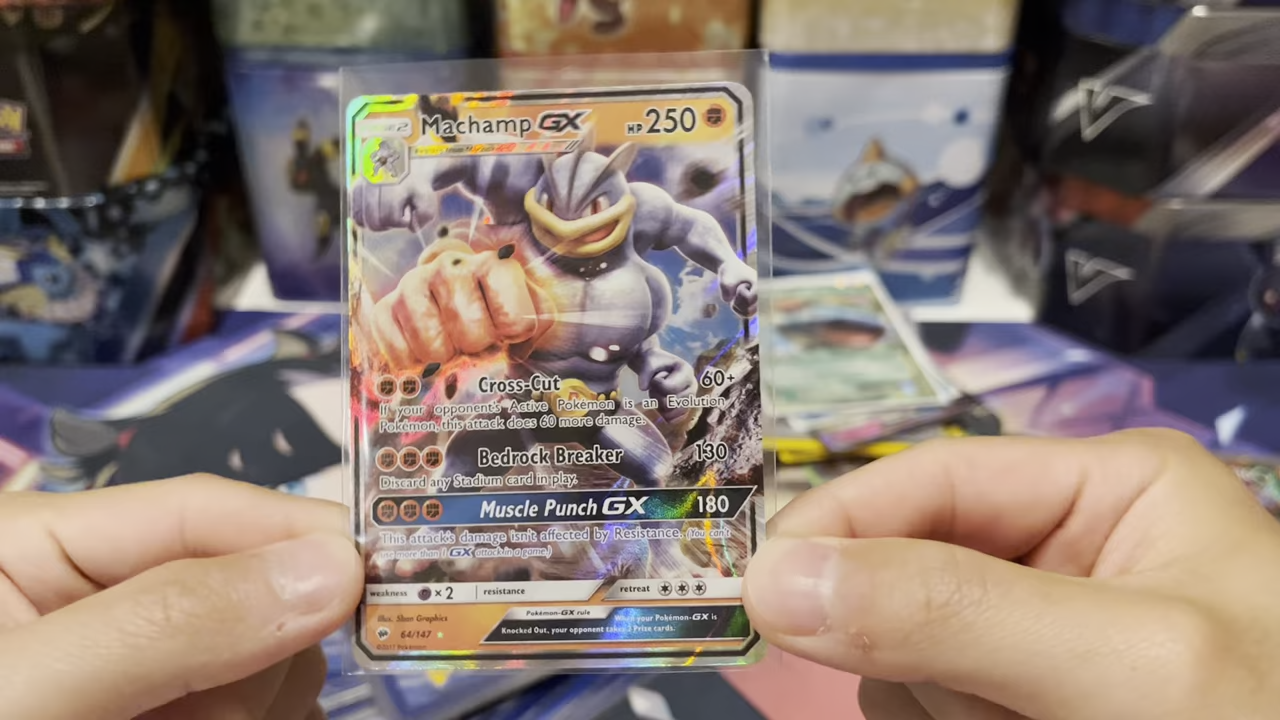 Machamp GX HP 250
Cross-Cut 60+
If your opponent's Active Pokémon is an Evolution
Pokémon, this attack does 60 more damage.
Bedrock Breaker 130
Discard any Stadium card in play.
Muscle Punch GX 180
This attack's damage isn't affected by Resistance. (You can't
use more than 1 GX attack in a game.)
weakness ×2 resistance retreat
Illus. 5ban Graphics
Pokémon-GX rule
When your Pokémon-GX is
Knocked Out, your opponent takes 2 Prize cards.
64/147
©2017 Pokémon